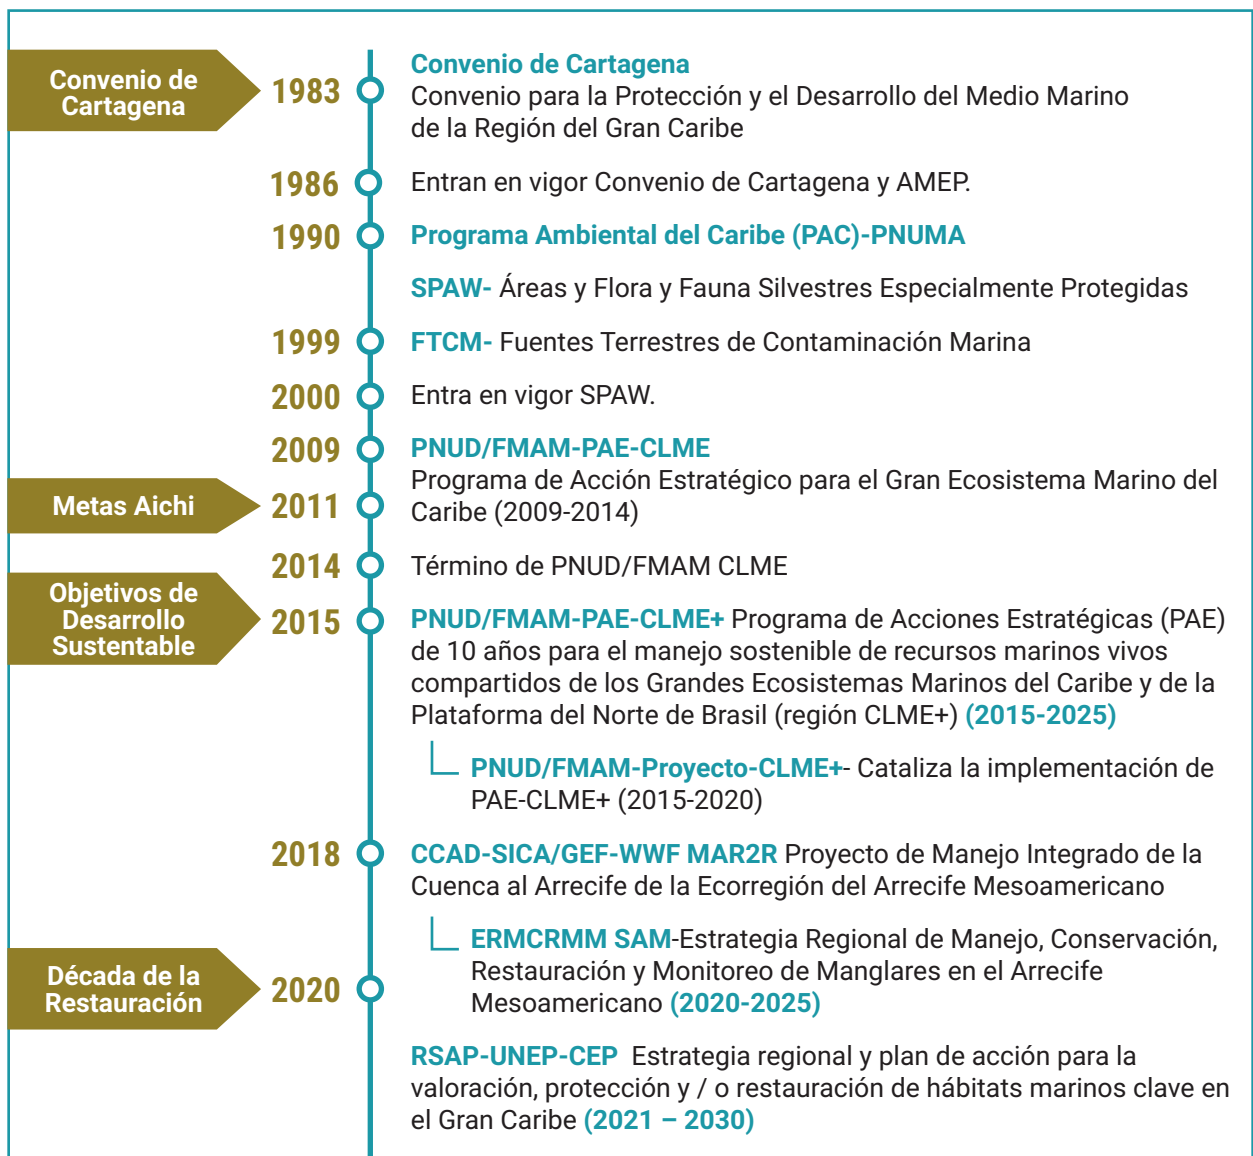 Convenio de
Cartagena
1983
Convenio de Cartagena
Convenio para la Protección y el Desarrollo del Medio Marino
de la Región del Gran Caribe
1986
Entran en vigor Convenio de Cartagena y AMEP.
1990
Programa Ambiental del Caribe (PAC)-PNUMA
SPAW- Áreas y Flora y Fauna Silvestres Especialmente Protegidas
1999
FTCM- Fuentes Terrestres de Contaminación Marina
2000
Entra en vigor SPAW.
2009
PNUD/FMAM-PAE-CLME
Programa de Acción Estratégico para el Gran Ecosistema Marino del
Caribe (2009-2014)
Metas Aichi
2011
2014
Término de PNUD/FMAM CLME
Objetivos de
Desarrollo
Sustentable
2015
PNUD/FMAM-PAE-CLME+ Programa de Acciones Estratégicas (PAE)
de 10 años para el manejo sostenible de recursos marinos vivos
compartidos de los Grandes Ecosistemas Marinos del Caribe y de la
Plataforma del Norte de Brasil (región CLME+) (2015-2025)
PNUD/FMAM-Proyecto-CLME+- Cataliza la implementación de
PAE-CLME+ (2015-2020)
2018
CCAD-SICA/GEF-WWF MAR2R Proyecto de Manejo Integrado de la
Cuenca al Arrecife de la Ecorregión del Arrecife Mesoamericano
ERMCRMM SAM-Estrategia Regional de Manejo, Conservación,
Restauración y Monitoreo de Manglares en el Arrecife
Mesoamericano (2020-2025)
Década de la
Restauración
2020
RSAP-UNEP-CEP Estrategia regional y plan de acción para la
valoración, protección y / o restauración de hábitats marinos clave en
el Gran Caribe (2021 – 2030)